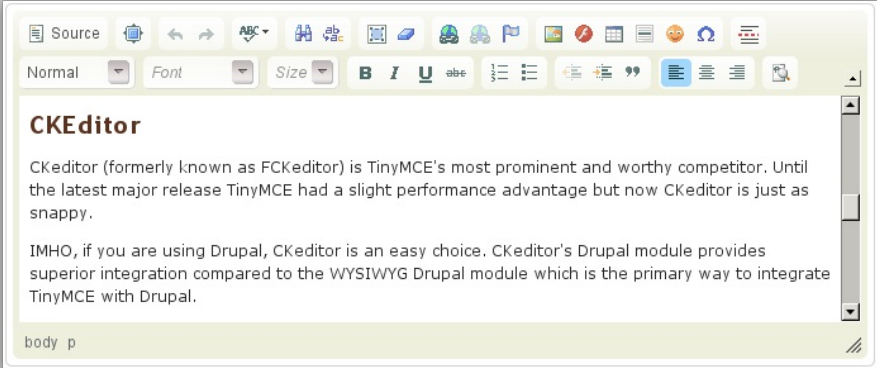 Source ABC
Normal Font Size B I U abc
CKEditor
CKeditor (formerly known as FCKeditor) is TinyMCE's most prominent and worthy competitor. Until
the latest major release TinyMCE had a slight performance advantage but now CKeditor is just as
snappy.
IMHO, if you are using Drupal, CKeditor is an easy choice. CKeditor's Drupal module provides
superior integration compared to the WYSIWYG Drupal module which is the primary way to integrate
TinyMCE with Drupal.
body p